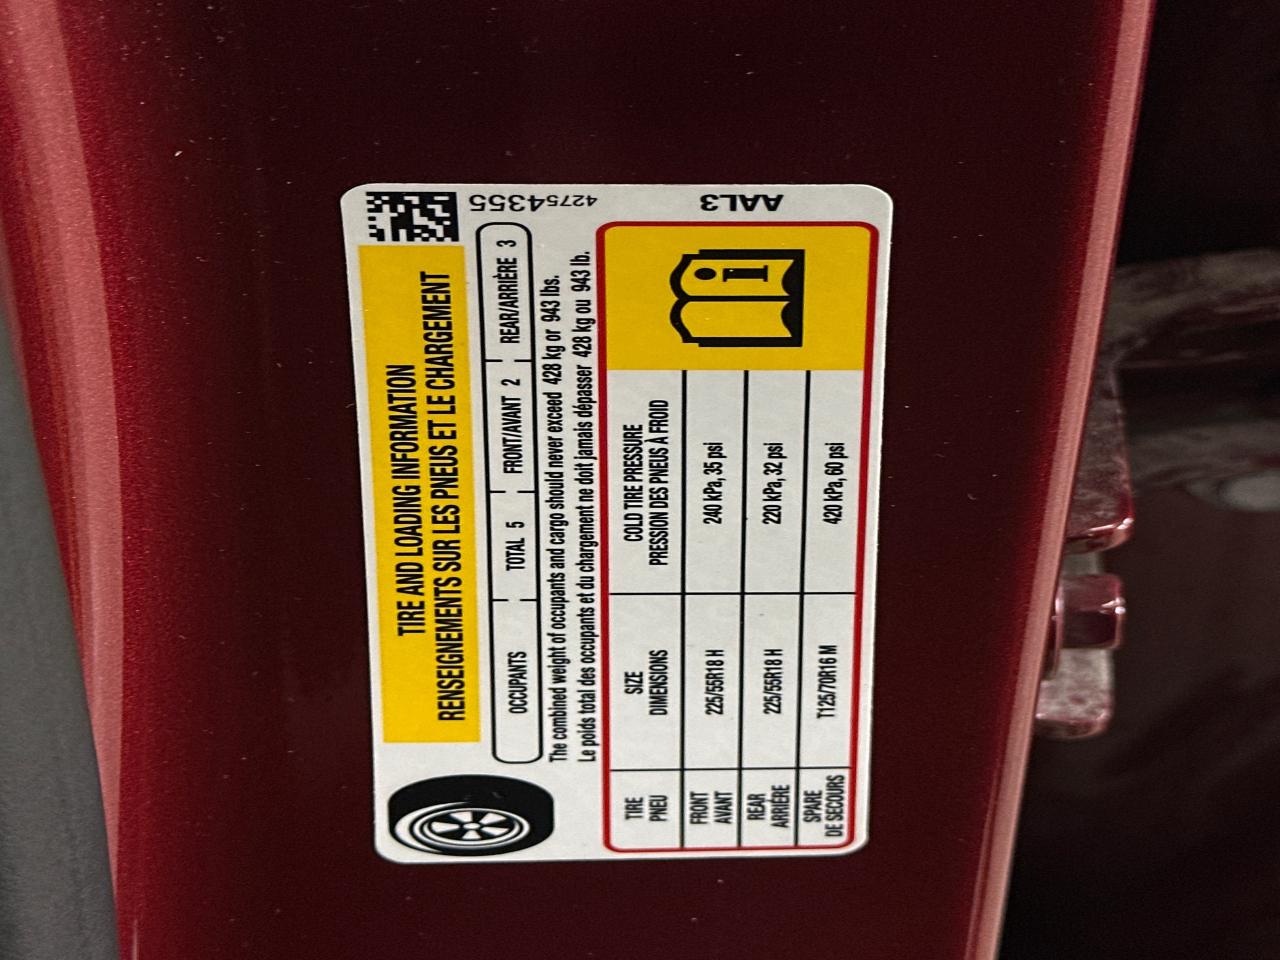 TIRE AND LOADING INFORMATION
RENSEIGNEMENTS SUR LES PNEUS ET LE CHARGEMENT
42754355
OCCUPANTS TOTAL 5 FRONT/AVANT 2 REAR/ARRIÈRE 3
The combined weight of occupants and cargo should never exceed 428 kg or 943 lbs.
Le poids total des occupants et du chargement ne doit jamais dépasser 428 kg ou 943 lb.
AAL3
TIRE SIZE COLD TIRE PRESSURE
PNEU DIMENSIONS PRESSION DES PNEUS À FROID
FRONT
AVANT 225/55R18 H 240 kPa, 35 psi
REAR
ARRIÈRE 225/55R18 H 220 kPa, 32 psi
SPARE
DE SECOURS T125/70R16 M 420 kPa, 60 psi
i